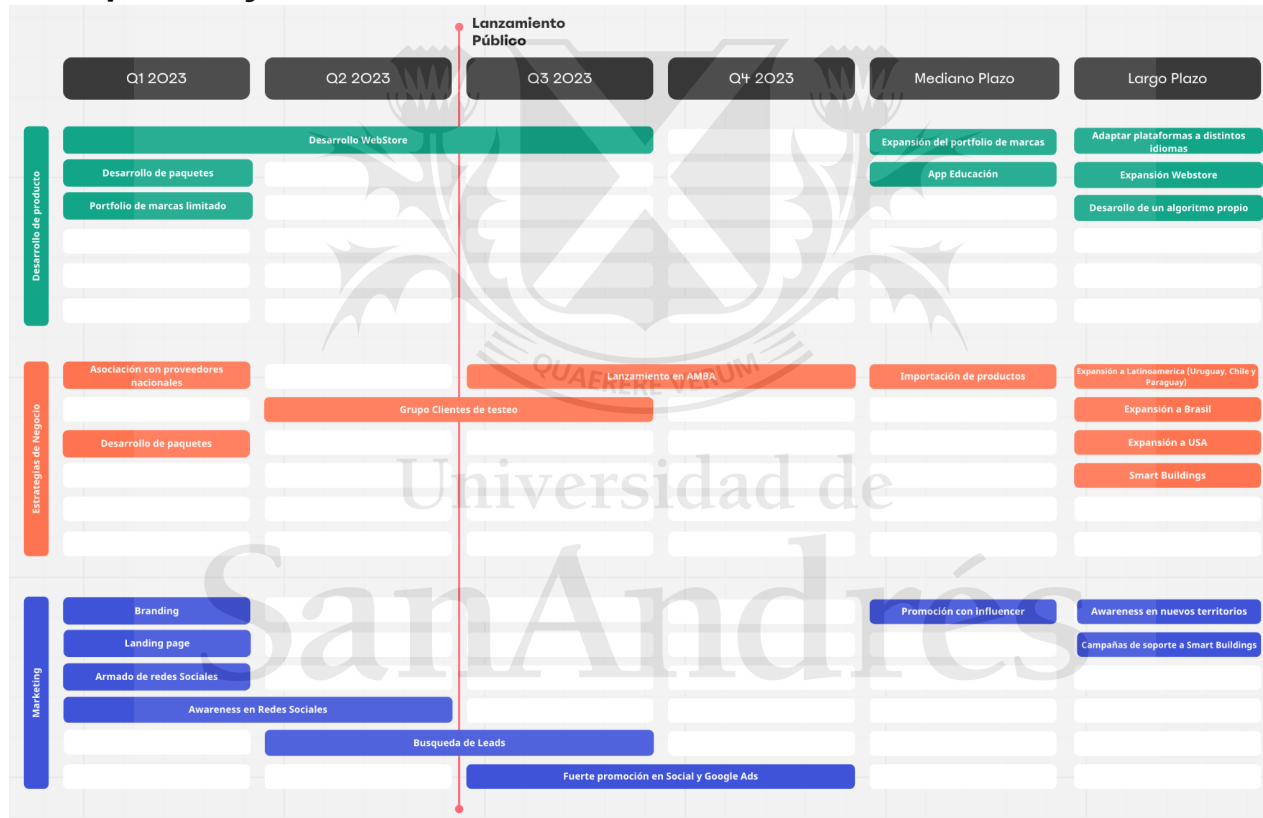 Lanzamiento
Público
Q1 2023
Q2 2023
Q3 2023
Q4 2023
Mediano Plazo
Largo Plazo
Desarrollo de producto
Desarrollo WebStore
Expansión del portfolio de marcas
Adaptar plataformas a distintos
idiomas
Desarrollo de paquetes
App Educación
Expansión Webstore
Portfolio de marcas limitado
Desarollo de un algoritmo propio
Estrategias de Negocio
Asociación con proveedores
nacionales
Lanzamiento en AMBA
Importación de productos
Expansión a Latinoamerica (Uruguay, Chile y
Paraguay)
Grupo Clientes de testeo
Expansión a Brasil
Desarrollo de paquetes
Expansión a USA
Smart Buildings
Marketing
Branding
Promoción con influencer
Awareness en nuevos territorios
Landing page
Campañas de soporte a Smart Buildings
Armado de redes Sociales
Awareness en Redes Sociales
Busqueda de Leads
Fuerte promoción en Social y Google Ads
QUAERERE VERUM
Universidad de
SanAndrés